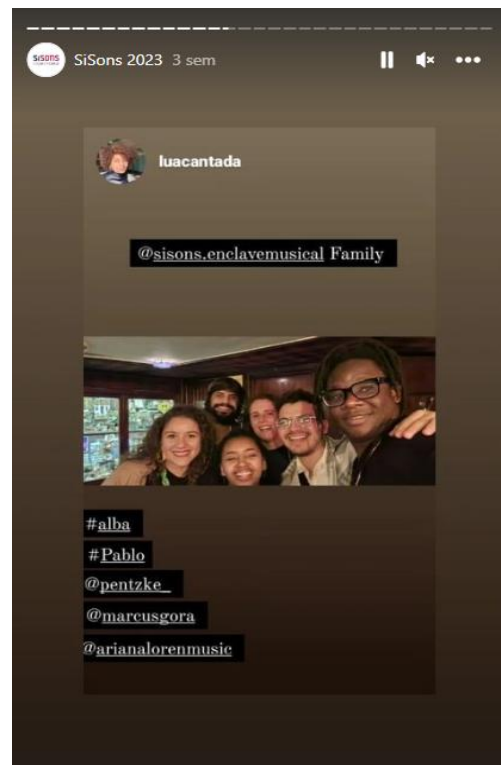 SiSons 2023 3 sem
luacantada
@sisons.enclavemusical Family
#alba
#Pablo
@pentzke_
@marcusgora
@arianalorenmusic